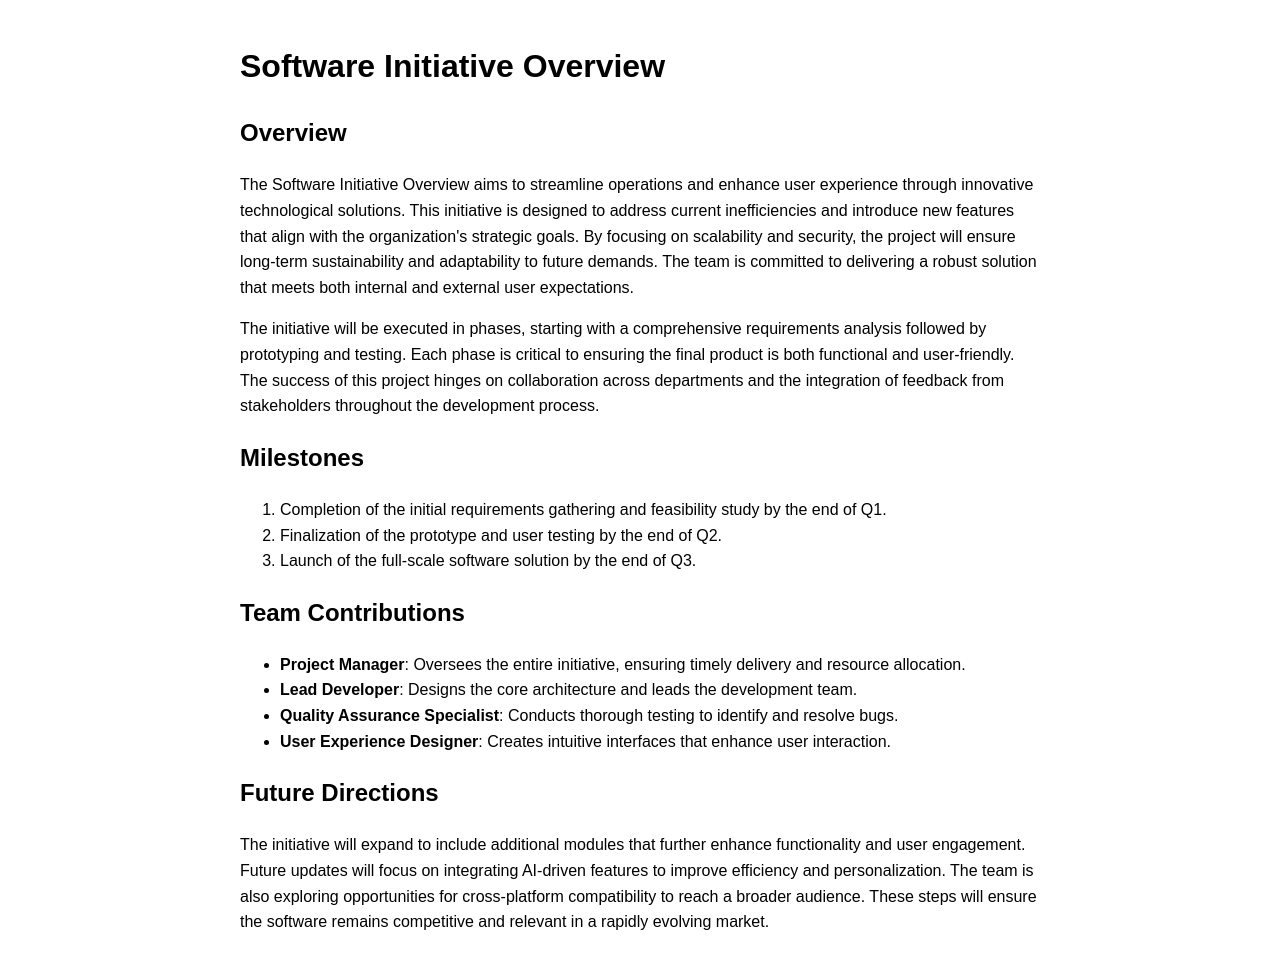 Software Initiative Overview
Overview
The Software Initiative Overview aims to streamline operations and enhance user experience through innovative
technological solutions. This initiative is designed to address current inefficiencies and introduce new features
that align with the organization's strategic goals. By focusing on scalability and security, the project will ensure
long-term sustainability and adaptability to future demands. The team is committed to delivering a robust solution
that meets both internal and external user expectations.
The initiative will be executed in phases, starting with a comprehensive requirements analysis followed by
prototyping and testing. Each phase is critical to ensuring the final product is both functional and user-friendly.
The success of this project hinges on collaboration across departments and the integration of feedback from
stakeholders throughout the development process.
Milestones
1. Completion of the initial requirements gathering and feasibility study by the end of Q1.
2. Finalization of the prototype and user testing by the end of Q2.
3. Launch of the full-scale software solution by the end of Q3.
Team Contributions
• Project Manager: Oversees the entire initiative, ensuring timely delivery and resource allocation.
• Lead Developer: Designs the core architecture and leads the development team.
• Quality Assurance Specialist: Conducts thorough testing to identify and resolve bugs.
• User Experience Designer: Creates intuitive interfaces that enhance user interaction.
Future Directions
The initiative will expand to include additional modules that further enhance functionality and user engagement.
Future updates will focus on integrating AI-driven features to improve efficiency and personalization. The team is
also exploring opportunities for cross-platform compatibility to reach a broader audience. These steps will ensure
the software remains competitive and relevant in a rapidly evolving market.